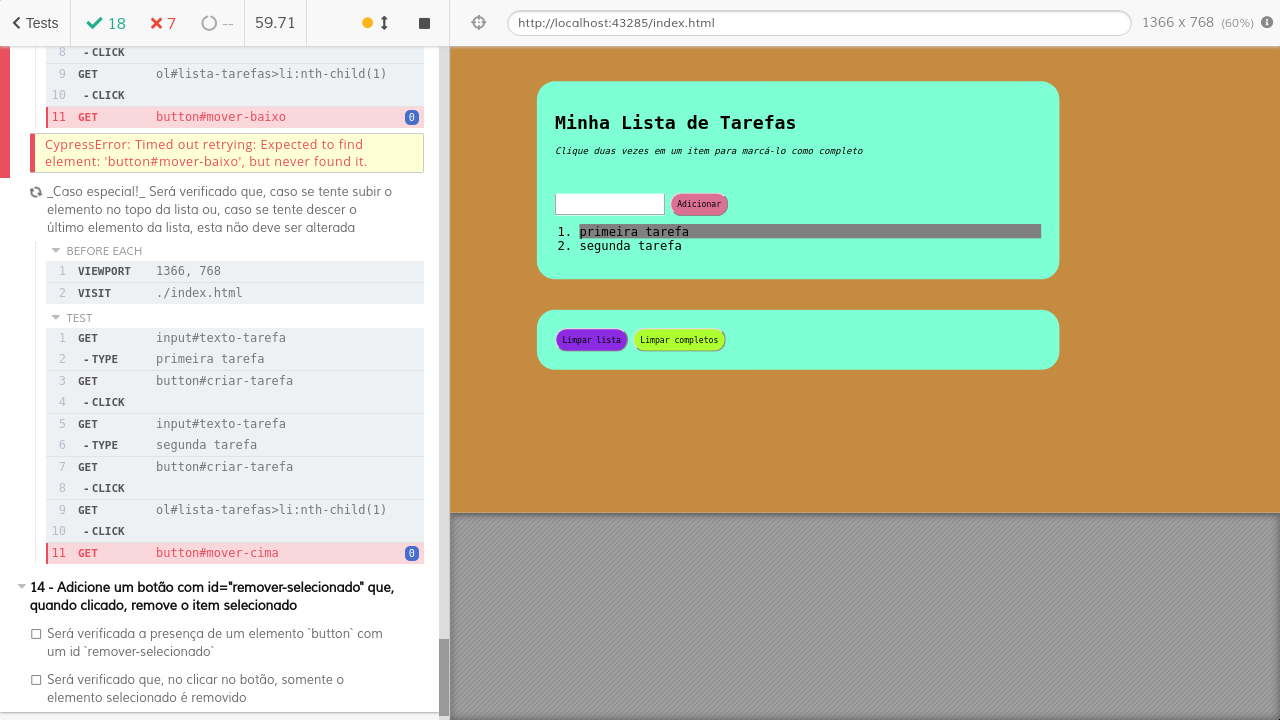 Tests
18
7
--
59.71
http://localhost:43285/index.html
1366 x 768 (60%)
8 - CLICK
9 GET ol#lista-tarefas>li:nth-child(1)
10 - CLICK
11 GET button#mover-baixo 0
CypressError: Timed out retrying: Expected to find
element: 'button#mover-baixo', but never found it.
_Caso especial!_ Será verificado que, caso se tente subir o
elemento no topo da lista ou, caso se tente descer o
último elemento da lista, esta não deve ser alterada
BEFORE EACH
1 VIEWPORT 1366, 768
2 VISIT ./index.html
TEST
1 GET input#texto-tarefa
2 - TYPE primeira tarefa
3 GET button#criar-tarefa
4 - CLICK
5 GET input#texto-tarefa
6 - TYPE segunda tarefa
7 GET button#criar-tarefa
8 - CLICK
9 GET ol#lista-tarefas>li:nth-child(1)
10 - CLICK
11 GET button#mover-cima 0
14 - Adicione um botão com id="remover-selecionado" que,
quando clicado, remove o item selecionado
Será verificada a presença de um elemento `button` com
um id `remover-selecionado`
Será verificado que, no clicar no botão, somente o
elemento selecionado é removido
Minha Lista de Tarefas
Clique duas vezes em um item para marcá-lo como completo
Adicionar
1. primeira tarefa
2. segunda tarefa
Limpar lista
Limpar completos